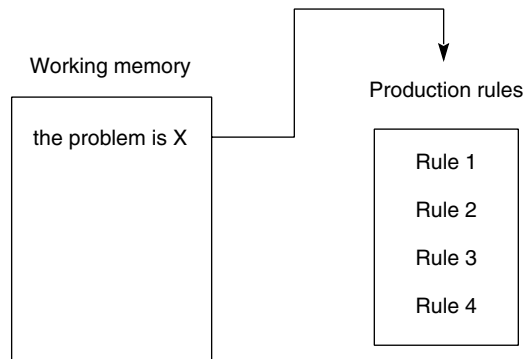 Working memory
the problem is X
Production rules
Rule 1
Rule 2
Rule 3
Rule 4